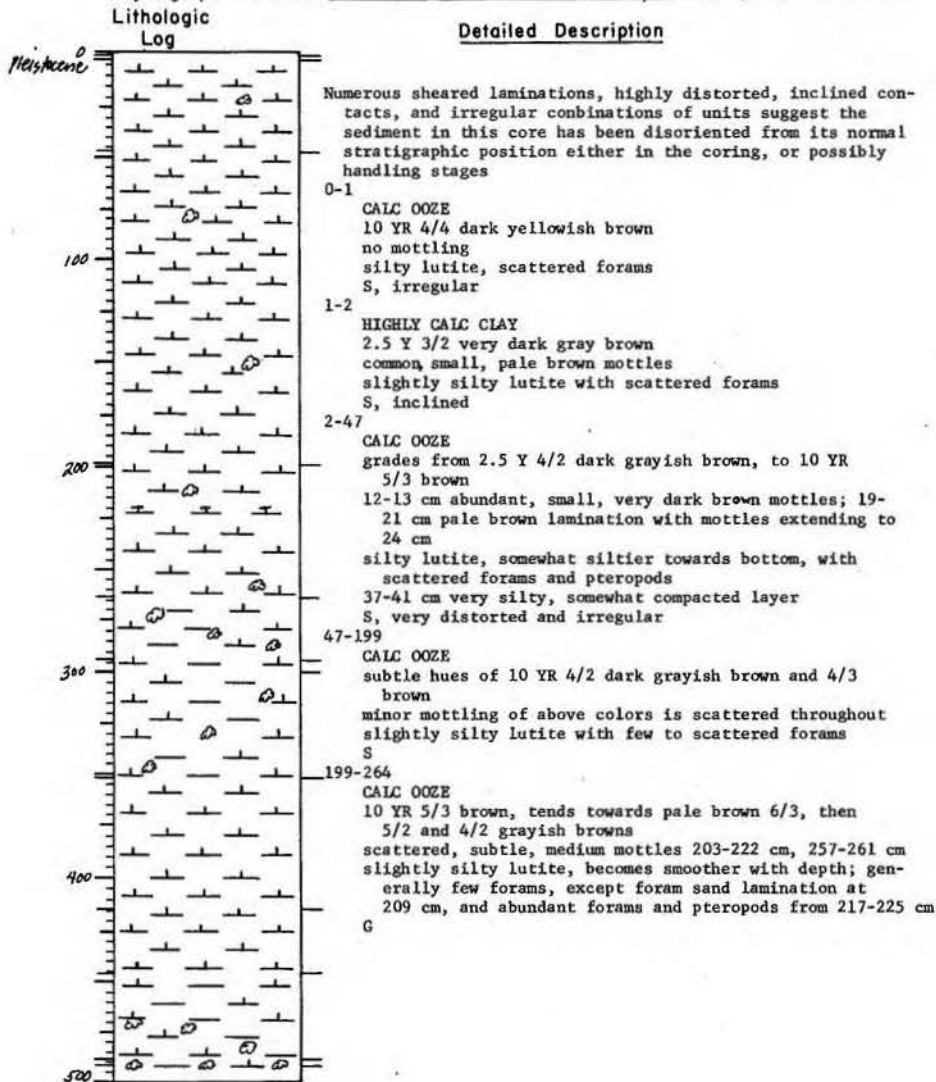 Lithologic
Log
Detailed Description
0
Pleistocene
100
200
300
400
500
Numerous sheared laminations, highly distorted, inclined con-
tacts, and irregular conbinations of units suggest the
sediment in this core has been disoriented from its normal
stratigraphic position either in the coring, or possibly
handling stages
0-1
CALC OOZE
10 YR 4/4 dark yellowish brown
no mottling
silty lutite, scattered forams
S, irregular
1-2
HIGHLY CALC CLAY
2.5 Y 3/2 very dark gray brown
common, small, pale brown mottles
slightly silty lutite with scattered forams
S, inclined
2-47
CALC OOZE
grades from 2.5 Y 4/2 dark grayish brown, to 10 YR
5/3 brown
12-13 cm abundant, small, very dark brown mottles; 19-
21 cm pale brown lamination with mottles extending to
24 cm
silty lutite, somewhat siltier towards bottom, with
scattered forams and pteropods
37-41 cm very silty, somewhat compacted layer
S, very distorted and irregular
47-199
CALC OOZE
subtle hues of 10 YR 4/2 dark grayish brown and 4/3
brown
minor mottling of above colors is scattered throughout
slightly silty lutite with few to scattered forams
S
199-264
CALC OOZE
10 YR 5/3 brown, tends towards pale brown 6/3, then
5/2 and 4/2 grayish browns
scattered, subtle, medium mottles 203-222 cm, 257-261 cm
slightly silty lutite, becomes smoother with depth; gen-
erally few forams, except foram sand lamination at
209 cm, and abundant forams and pteropods from 217-225 cm
G